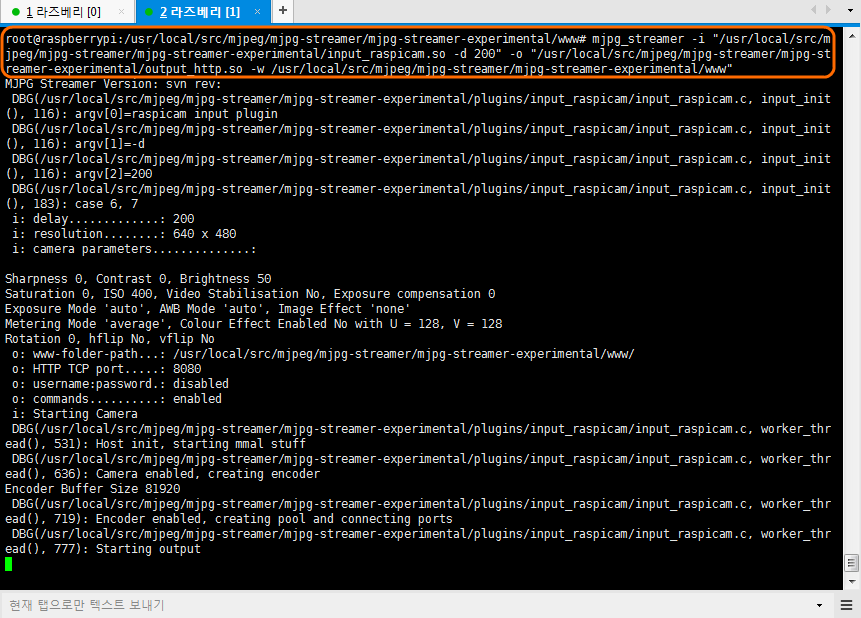 1 라즈베리 [0] × 2 라즈베리 [1] × +
root@raspberrypi:/usr/local/src/mjpeg/mjpg-streamer/mjpg-streamer-experimental/www# mjpg_streamer -i "/usr/local/src/m
jpeg/mjpg-streamer/mjpg-streamer-experimental/input_raspicam.so -d 200" -o "/usr/local/src/mjpeg/mjpg-streamer/mjpg-st
reamer-experimental/output_http.so -w /usr/local/src/mjpeg/mjpg-streamer/mjpg-streamer-experimental/www"
MJPG Streamer Version: svn rev:
DBG(/usr/local/src/mjpeg/mjpg-streamer/mjpg-streamer-experimental/plugins/input_raspicam/input_raspicam.c, input_init
(), 116): argv[0]=raspicam input plugin
DBG(/usr/local/src/mjpeg/mjpg-streamer/mjpg-streamer-experimental/plugins/input_raspicam/input_raspicam.c, input_init
(), 116): argv[1]=-d
DBG(/usr/local/src/mjpeg/mjpg-streamer/mjpg-streamer-experimental/plugins/input_raspicam/input_raspicam.c, input_init
(), 116): argv[2]=200
DBG(/usr/local/src/mjpeg/mjpg-streamer/mjpg-streamer-experimental/plugins/input_raspicam/input_raspicam.c, input_init
(), 183): case 6, 7
i: delay.............: 200
i: resolution........: 640 x 480
i: camera parameters..............:
Sharpness 0, Contrast 0, Brightness 50
Saturation 0, ISO 400, Video Stabilisation No, Exposure compensation 0
Exposure Mode 'auto', AWB Mode 'auto', Image Effect 'none'
Metering Mode 'average', Colour Effect Enabled No with U = 128, V = 128
Rotation 0, hflip No, vflip No
o: www-folder-path...: /usr/local/src/mjpeg/mjpg-streamer/mjpg-streamer-experimental/www/
o: HTTP TCP port.....: 8080
o: username:password.: disabled
o: commands..........: enabled
i: Starting Camera
DBG(/usr/local/src/mjpeg/mjpg-streamer/mjpg-streamer-experimental/plugins/input_raspicam/input_raspicam.c, worker_thr
ead(), 531): Host init, starting mmal stuff
DBG(/usr/local/src/mjpeg/mjpg-streamer/mjpg-streamer-experimental/plugins/input_raspicam/input_raspicam.c, worker_thr
ead(), 636): Camera enabled, creating encoder
Encoder Buffer Size 81920
DBG(/usr/local/src/mjpeg/mjpg-streamer/mjpg-streamer-experimental/plugins/input_raspicam/input_raspicam.c, worker_thr
ead(), 719): Encoder enabled, creating pool and connecting ports
DBG(/usr/local/src/mjpeg/mjpg-streamer/mjpg-streamer-experimental/plugins/input_raspicam/input_raspicam.c, worker_thr
ead(), 777): Starting output
현재 탭으로만 텍스트 보내기